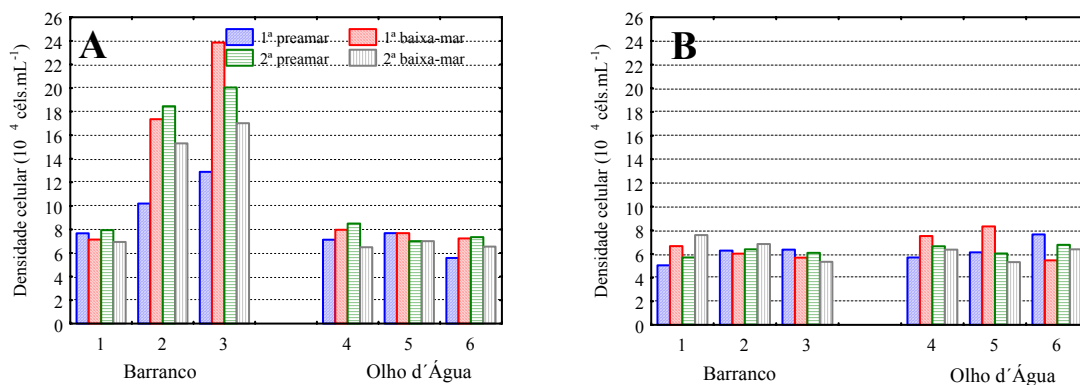 A
1ª preamar
1ª baixa-mar
2ª preamar
2ª baixa-mar
Densidade celular (10 ⁴ céls.mL⁻¹)
26
24
22
20
18
16
14
12
10
8
6
4
2
0
1 2 3 4 5 6
Barranco Olho d´Água
B
Densidade celular (10 ⁴ céls.mL⁻¹)
26
24
22
20
18
16
14
12
10
8
6
4
2
0
1 2 3 4 5 6
Barranco Olho d´Água